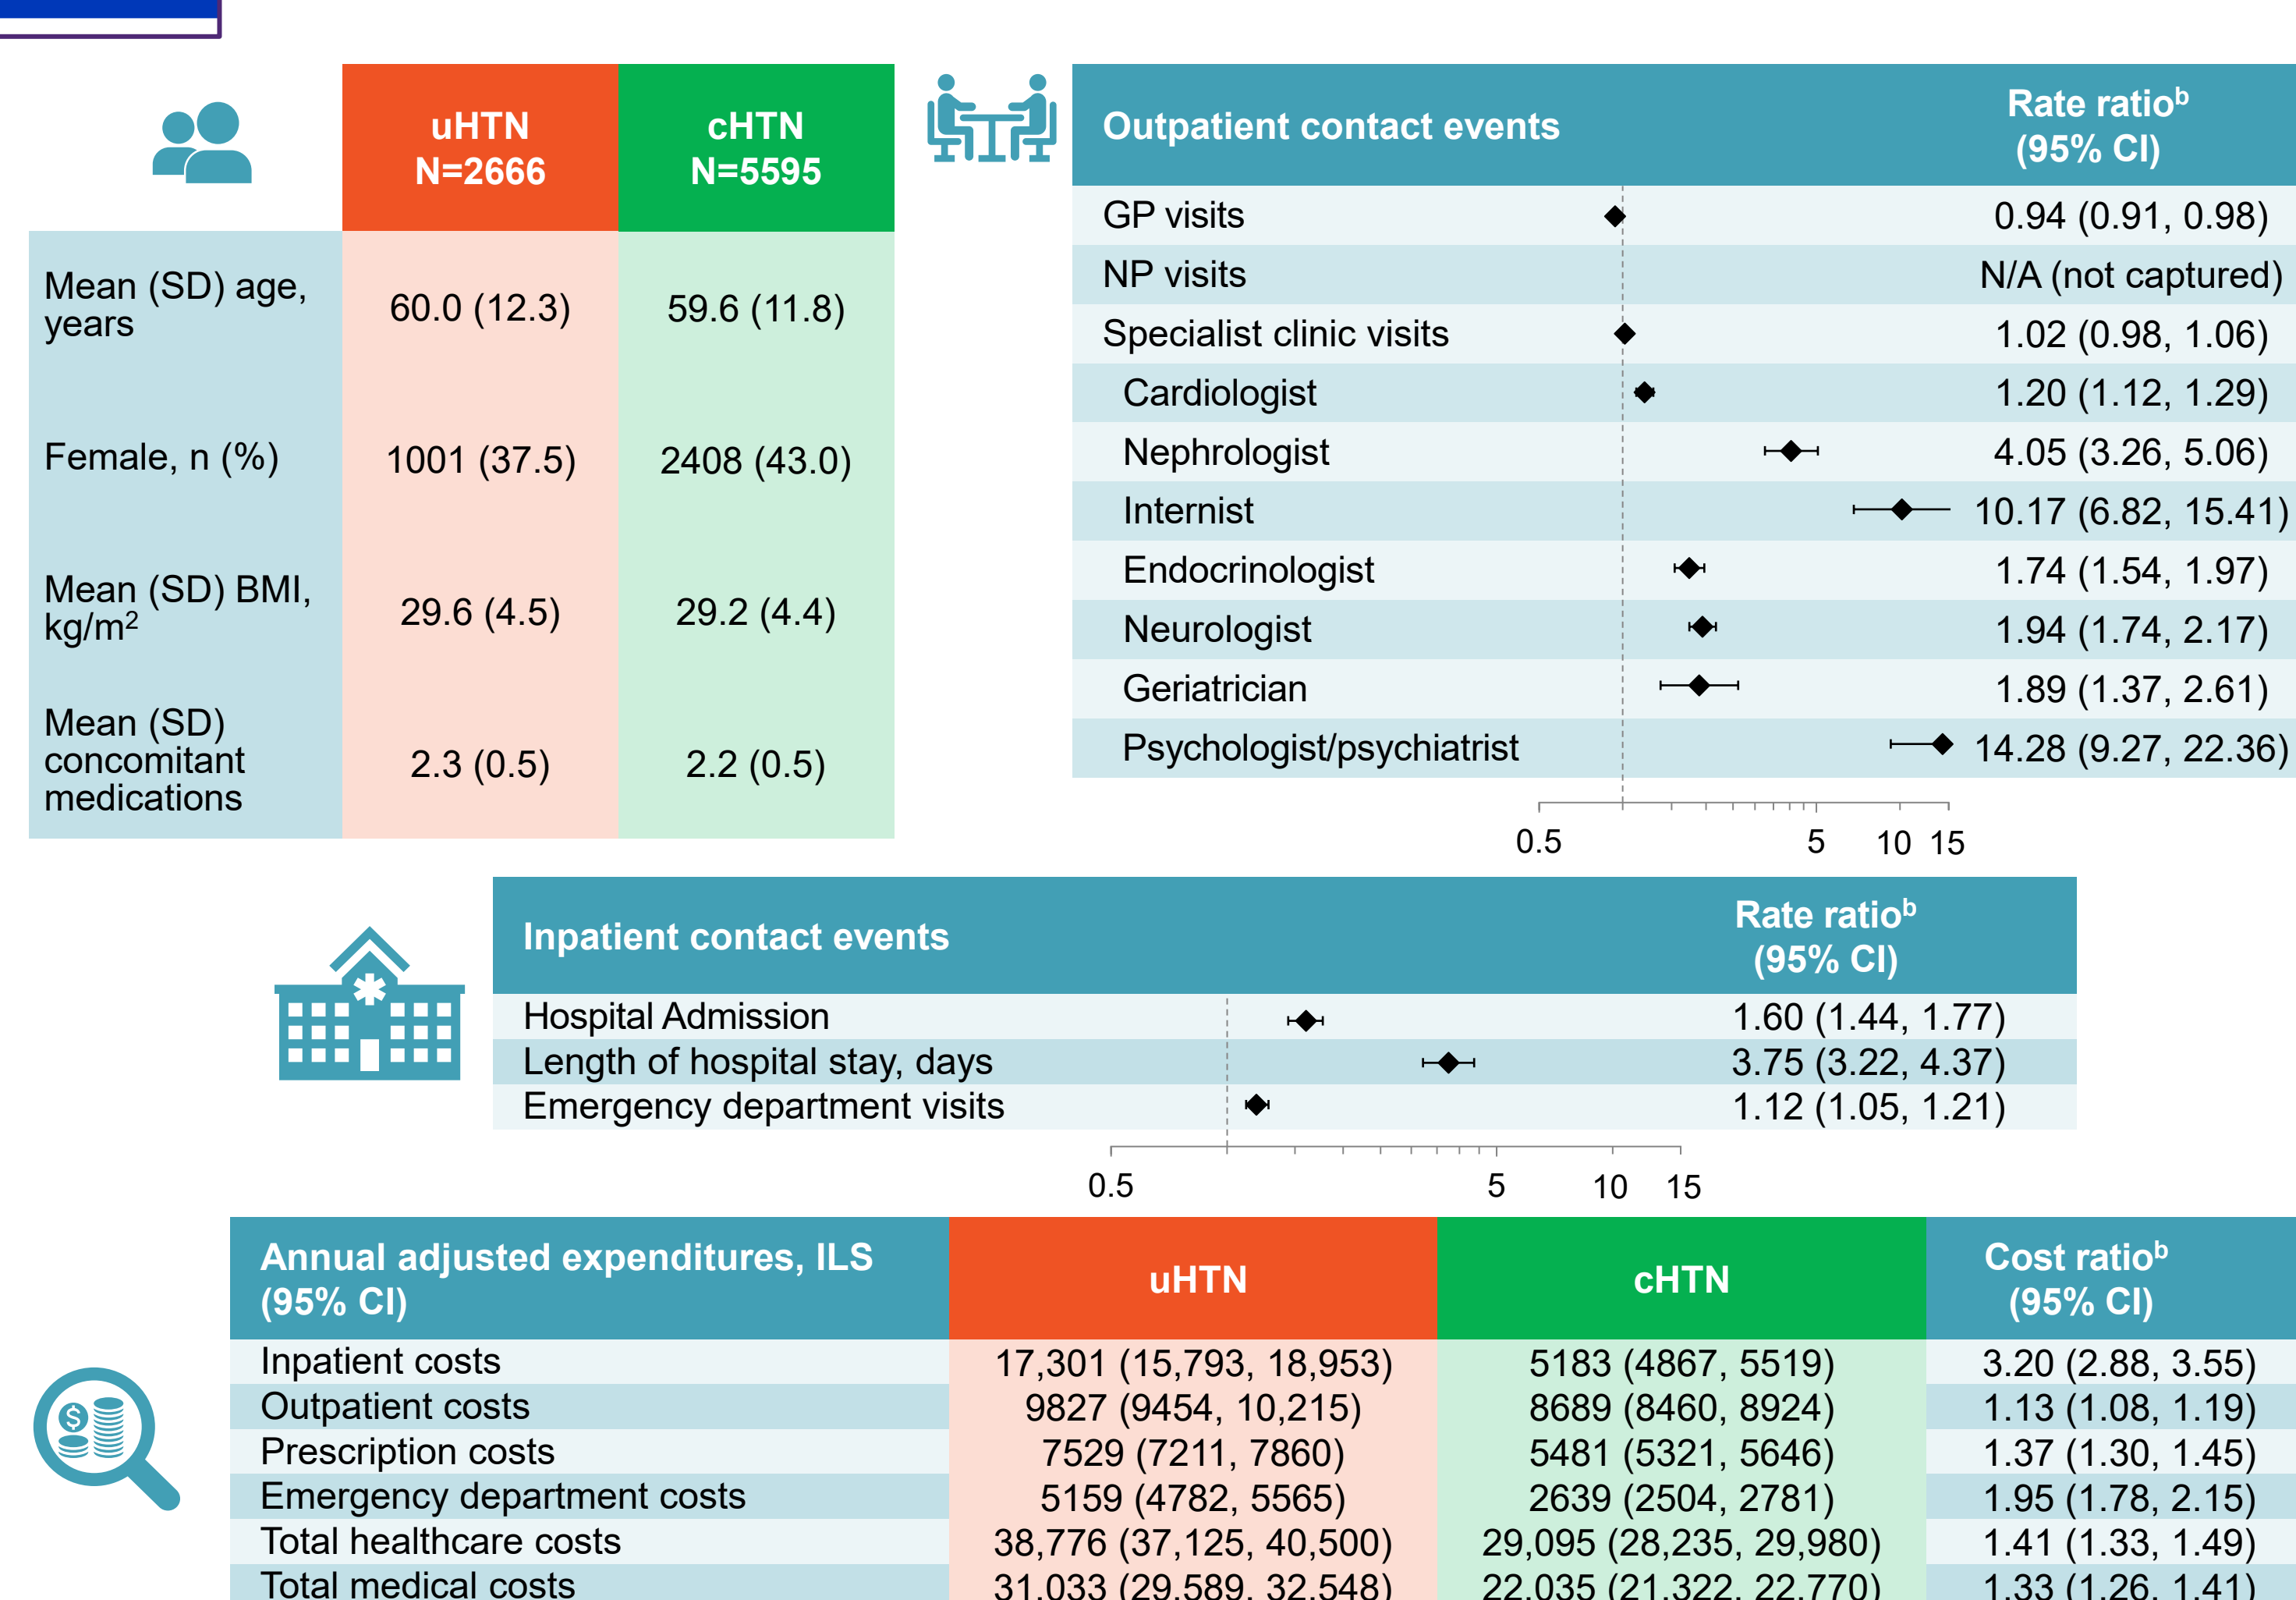 uHTN
N=2666
cHTN
N=5595
Mean (SD) age,
years
60.0 (12.3)
59.6 (11.8)
Female, n (%)
1001 (37.5)
2408 (43.0)
Mean (SD) BMI,
kg/m²
29.6 (4.5)
29.2 (4.4)
Mean (SD)
concomitant
medications
2.3 (0.5)
2.2 (0.5)
Outpatient contact events
Rate ratioᵇ
(95% CI)
GP visits 0.94 (0.91, 0.98)
NP visits N/A (not captured)
Specialist clinic visits 1.02 (0.98, 1.06)
Cardiologist 1.20 (1.12, 1.29)
Nephrologist 4.05 (3.26, 5.06)
Internist 10.17 (6.82, 15.41)
Endocrinologist 1.74 (1.54, 1.97)
Neurologist 1.94 (1.74, 2.17)
Geriatrician 1.89 (1.37, 2.61)
Psychologist/psychiatrist 14.28 (9.27, 22.36)
0.5 5 10 15
Inpatient contact events
Rate ratioᵇ
(95% CI)
Hospital Admission 1.60 (1.44, 1.77)
Length of hospital stay, days 3.75 (3.22, 4.37)
Emergency department visits 1.12 (1.05, 1.21)
0.5 5 10 15
Annual adjusted expenditures, ILS
(95% CI)
uHTN
cHTN
Cost ratioᵇ
(95% CI)
Inpatient costs 17,301 (15,793, 18,953) 5183 (4867, 5519) 3.20 (2.88, 3.55)
Outpatient costs 9827 (9454, 10,215) 8689 (8460, 8924) 1.13 (1.08, 1.19)
Prescription costs 7529 (7211, 7860) 5481 (5321, 5646) 1.37 (1.30, 1.45)
Emergency department costs 5159 (4782, 5565) 2639 (2504, 2781) 1.95 (1.78, 2.15)
Total healthcare costs 38,776 (37,125, 40,500) 29,095 (28,235, 29,980) 1.41 (1.33, 1.49)
Total medical costs 31,033 (29,589, 32,548) 22,035 (21,322, 22,770) 1.33 (1.26, 1.41)